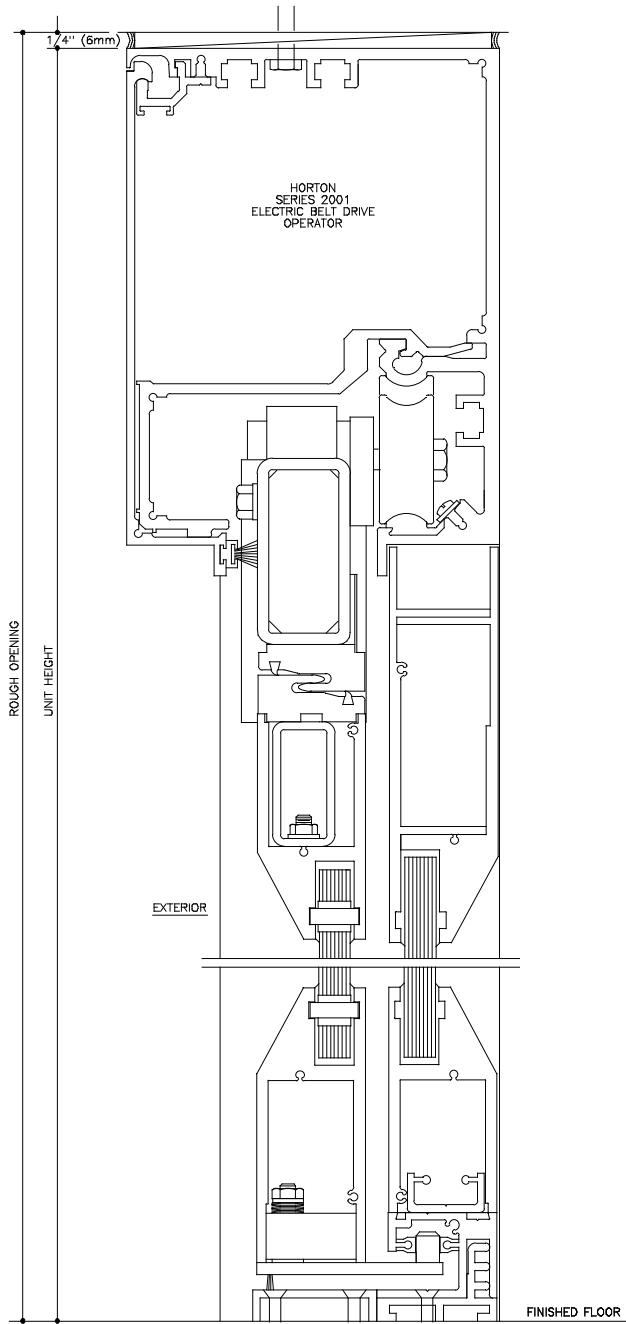 1/4" (6mm)
HORTON
SERIES 2001
ELECTRIC BELT DRIVE
OPERATOR
ROUGH OPENING
UNIT HEIGHT
EXTERIOR
FINISHED FLOOR